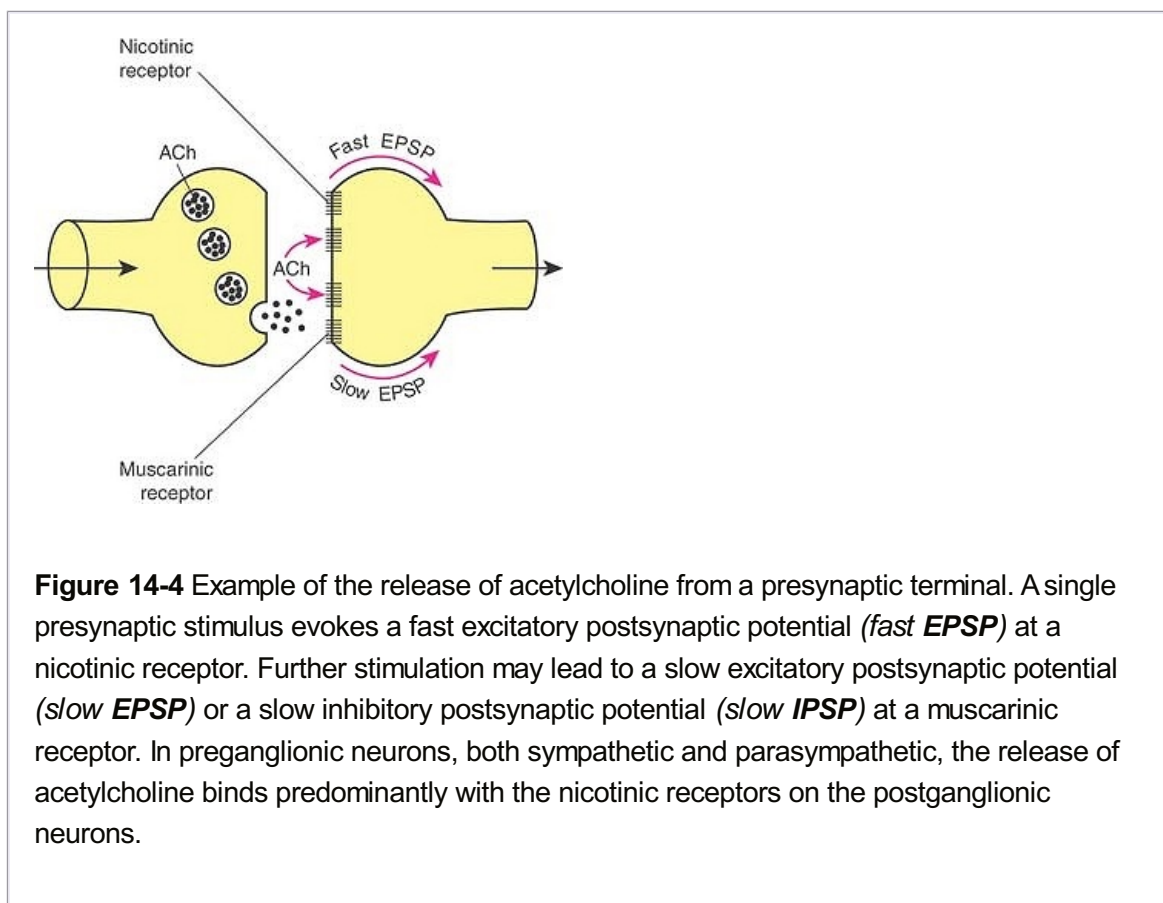 Nicotinic
receptor
ACh
Fast EPSP
ACh
Slow EPSP
Muscarinic
receptor
Figure 14-4 Example of the release of acetylcholine from a presynaptic terminal. A single
presynaptic stimulus evokes a fast excitatory postsynaptic potential (fast EPSP) at a
nicotinic receptor. Further stimulation may lead to a slow excitatory postsynaptic potential
(slow EPSP) or a slow inhibitory postsynaptic potential (slow IPSP) at a muscarinic
receptor. In preganglionic neurons, both sympathetic and parasympathetic, the release of
acetylcholine binds predominantly with the nicotinic receptors on the postganglionic
neurons.